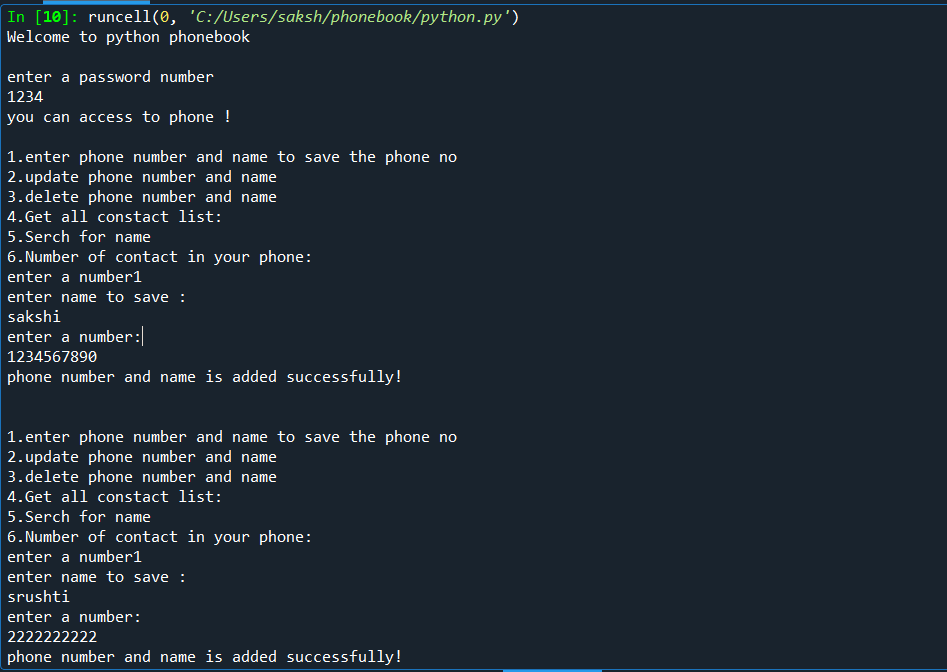 In [10]: runcell(0, 'C:/Users/saksh/phonebook/python.py')
Welcome to python phonebook
enter a password number
1234
you can access to phone !
1.enter phone number and name to save the phone no
2.update phone number and name
3.delete phone number and name
4.Get all constact list:
5.Serch for name
6.Number of contact in your phone:
enter a number1
enter name to save :
sakshi
enter a number:
1234567890
phone number and name is added successfully!
1.enter phone number and name to save the phone no
2.update phone number and name
3.delete phone number and name
4.Get all constact list:
5.Serch for name
6.Number of contact in your phone:
enter a number1
enter name to save :
srushti
enter a number:
2222222222
phone number and name is added successfully!